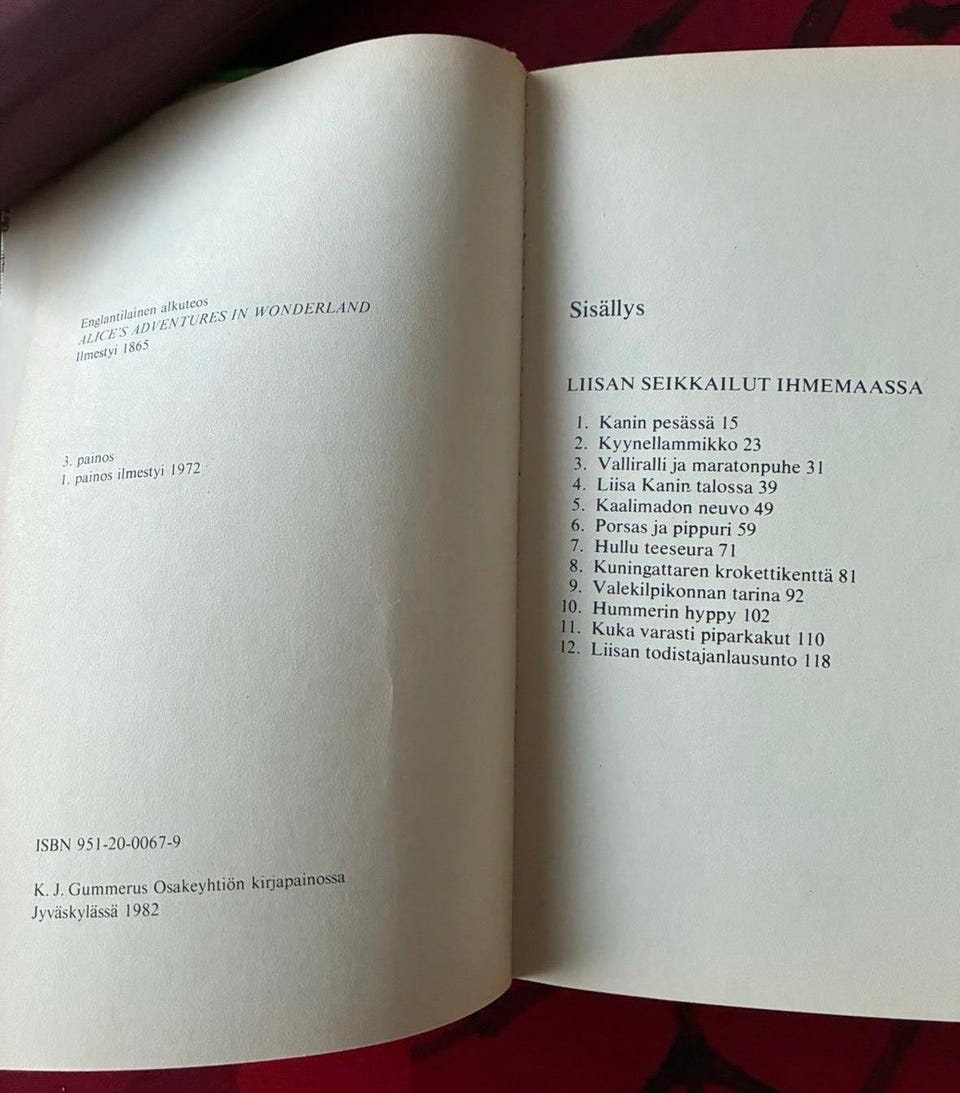 Englantilainen alkuteos
ALICE'S ADVENTURES IN WONDERLAND
Ilmestyi 1865
3. painos
1. painos ilmestyi 1972
ISBN 951-20-0067-9
K. J. Gummerus Osakeyhtiön kirjapainossa
Jyväskylässä 1982
Sisällys
LIISAN SEIKKAILUT IHMEMAASSA
1. Kanin pesässä 15
2. Kyynellammikko 23
3. Valliralli ja maratonpuhe 31
4. Liisa Kanin talossa 39
5. Kaalimadon neuvo 49
6. Porsas ja pippuri 59
7. Hullu teeseura 71
8. Kuningattaren krokettikenttä 81
9. Valekilpikonnan tarina 92
10. Hummerin hyppy 102
11. Kuka varasti piparkakut 110
12. Liisan todistajanlausunto 118